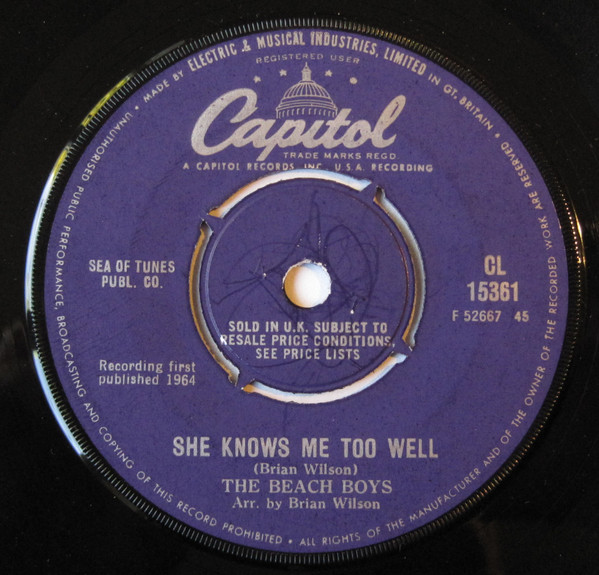 MADE BY ELECTRIC & MUSICAL INDUSTRIES, LIMITED IN GT. BRITAIN • ALL RIGHTS OF THE MANUFACTURER AND OF THE OWNER OF THE RECORDED WORK ARE RESERVED • UNAUTHORISED PUBLIC PERFORMANCE, BROADCASTING AND COPYING OF THIS RECORD PROHIBITED •
REGISTERED USER
Capitol
TRADE MARKS REGD
A CAPITOL RECORDS, INC., U.S.A. RECORDING
SEA OF TUNES
PUBL. CO.
CL
15361
F 52667 45
SOLD IN U.K. SUBJECT TO
RESALE PRICE CONDITIONS,
SEE PRICE LISTS
Recording first
published 1964
SHE KNOWS ME TOO WELL
(Brian Wilson)
THE BEACH BOYS
Arr. by Brian Wilson